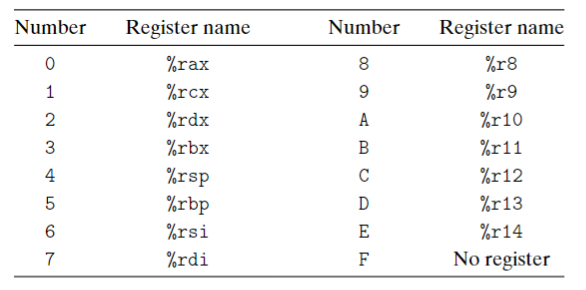 Number Register name Number Register name
0 %rax 8 %r8
1 %rcx 9 %r9
2 %rdx A %r10
3 %rbx B %r11
4 %rsp C %r12
5 %rbp D %r13
6 %rsi E %r14
7 %rdi F No register